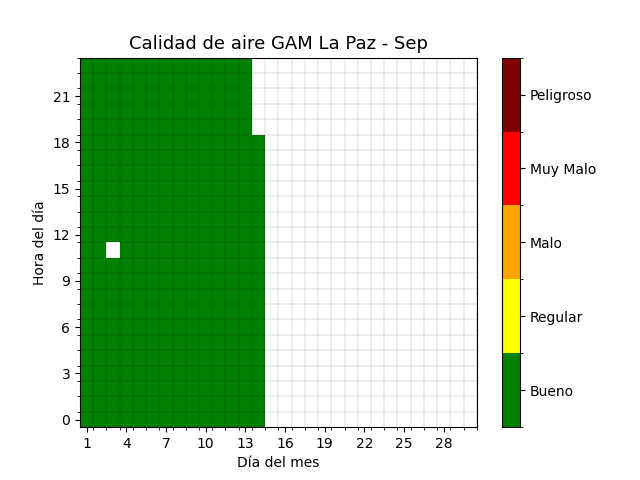 Calidad de aire GAM La Paz - Sep
Hora del día
21
18
15
12
9
6
3
0
1 4 7 10 13 16 19 22 25 28
Día del mes
Peligroso
Muy Malo
Malo
Regular
Bueno